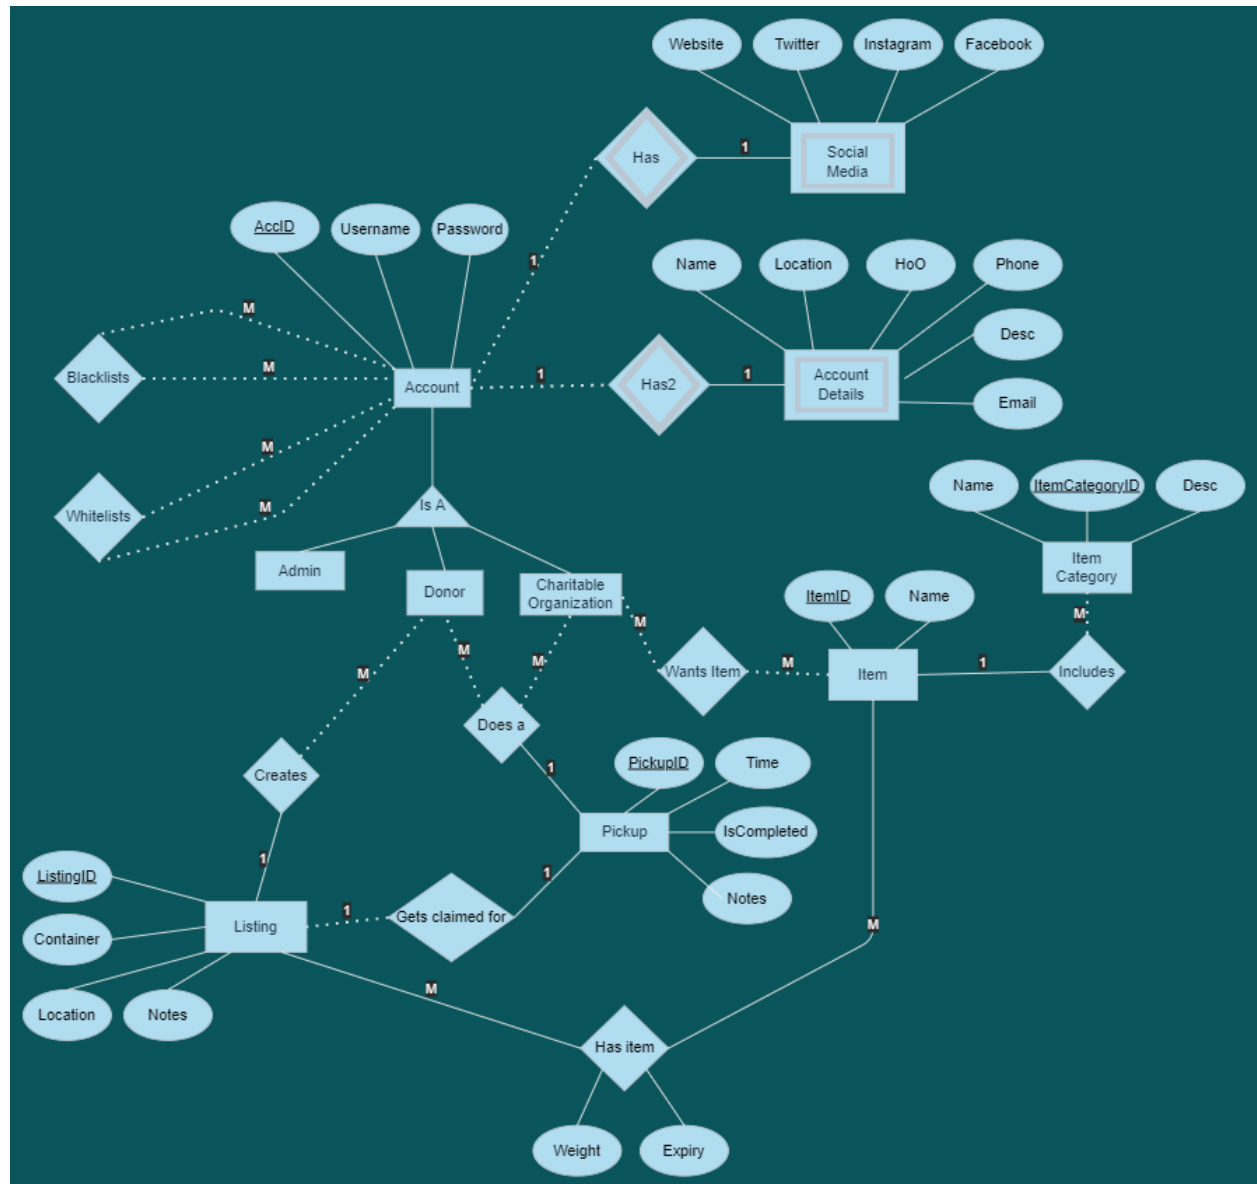 Website
Twitter
Instagram
Facebook
Has
1
Social
Media
AccID
Username
Password
1
Name
Location
HoO
Phone
Desc
Email
M
Blacklists
M
Account
1
Has2
1
Account
Details
M
Whitelists
M
Is A
Name
ItemCategoryID
Desc
Item
Category
Admin
Donor
Charitable
Organization
ItemID
Name
M
M
M
M
M
Wants Item
M
Item
1
Includes
Does a
Creates
1
PickupID
Time
Pickup
IsCompleted
Notes
1
1
ListingID
Container
Listing
1
Gets claimed for
Location
Notes
M
M
Has item
Weight
Expiry